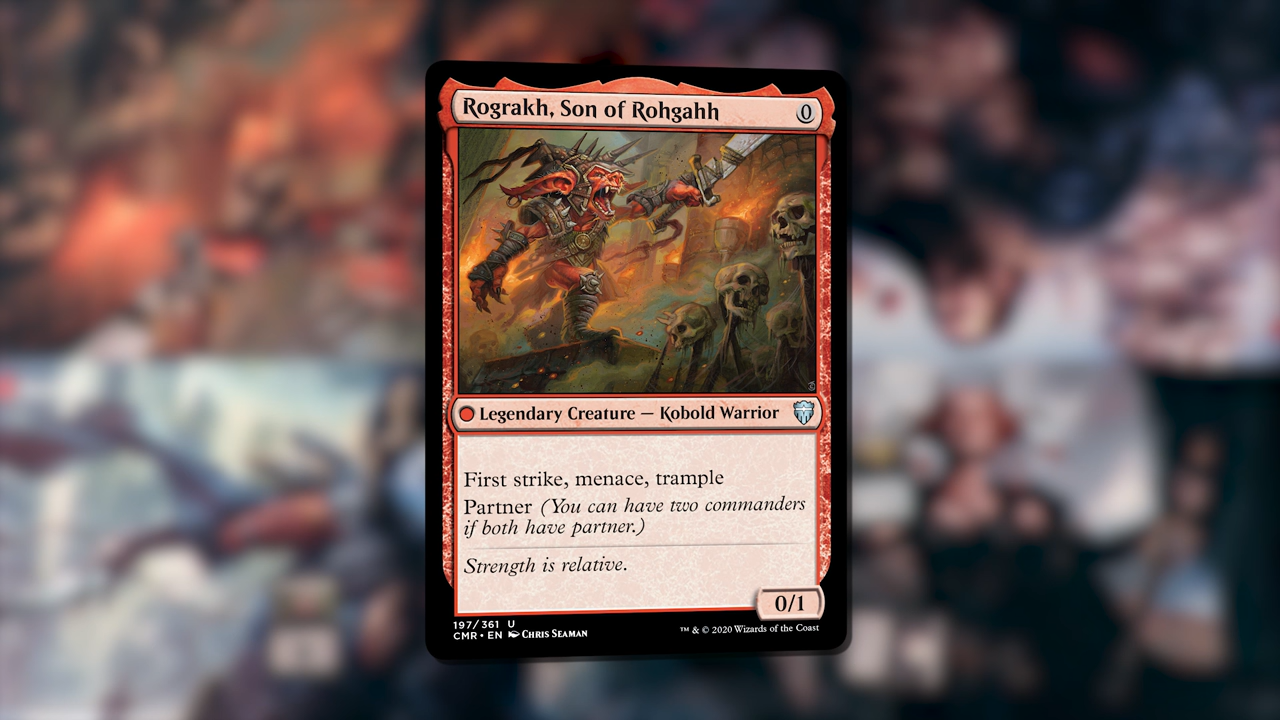 Rograkh, Son of Rohgahh 0
Legendary Creature — Kobold Warrior
First strike, menace, trample
Partner (You can have two commanders
if both have partner.)
Strength is relative.
0/1
197/361 U
CMR • EN Chris Seaman
™ & © 2020 Wizards of the Coast